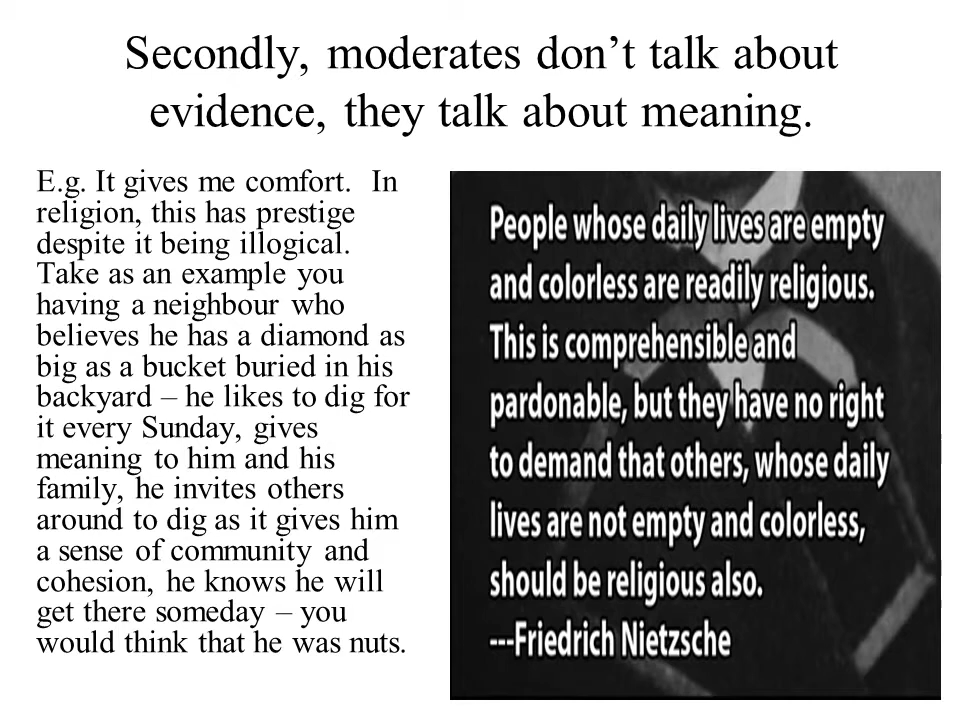 Secondly, moderates don’t talk about
evidence, they talk about meaning.
E.g. It gives me comfort.  In
religion, this has prestige
despite it being illogical.
Take as an example you
having a neighbour who
believes he has a diamond as
big as a bucket buried in his
backyard – he likes to dig for
it every Sunday, gives
meaning to him and his
family, he invites others
around to dig as it gives him
a sense of community and
cohesion, he knows he will
get there someday – you
would think that he was nuts.
People whose daily lives are empty
and colorless are readily religious.
This is comprehensible and
pardonable, but they have no right
to demand that others, whose daily
lives are not empty and colorless,
should be religious also.
---Friedrich Nietzsche